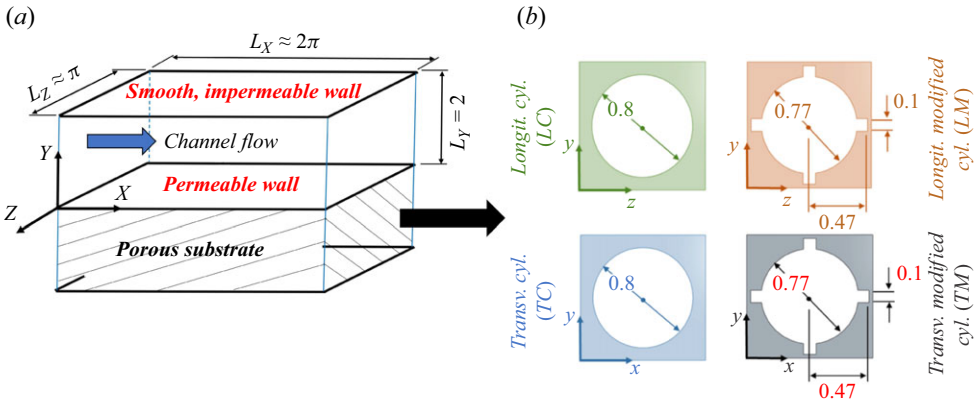 (a)
L_X ≈ 2π
L_Z ≈ π
Smooth, impermeable wall
L_Y = 2
Channel flow
Y
Permeable wall
X
Z
Porous substrate
(b)
Longit. cyl.
(LC)
0.8
y
z
0.77
0.1
y
z
0.47
Longit. modified
cyl. (LM)
Transv. cyl.
(TC)
0.8
y
x
0.77
0.1
y
x
0.47
Transv. modified
cyl. (TM)